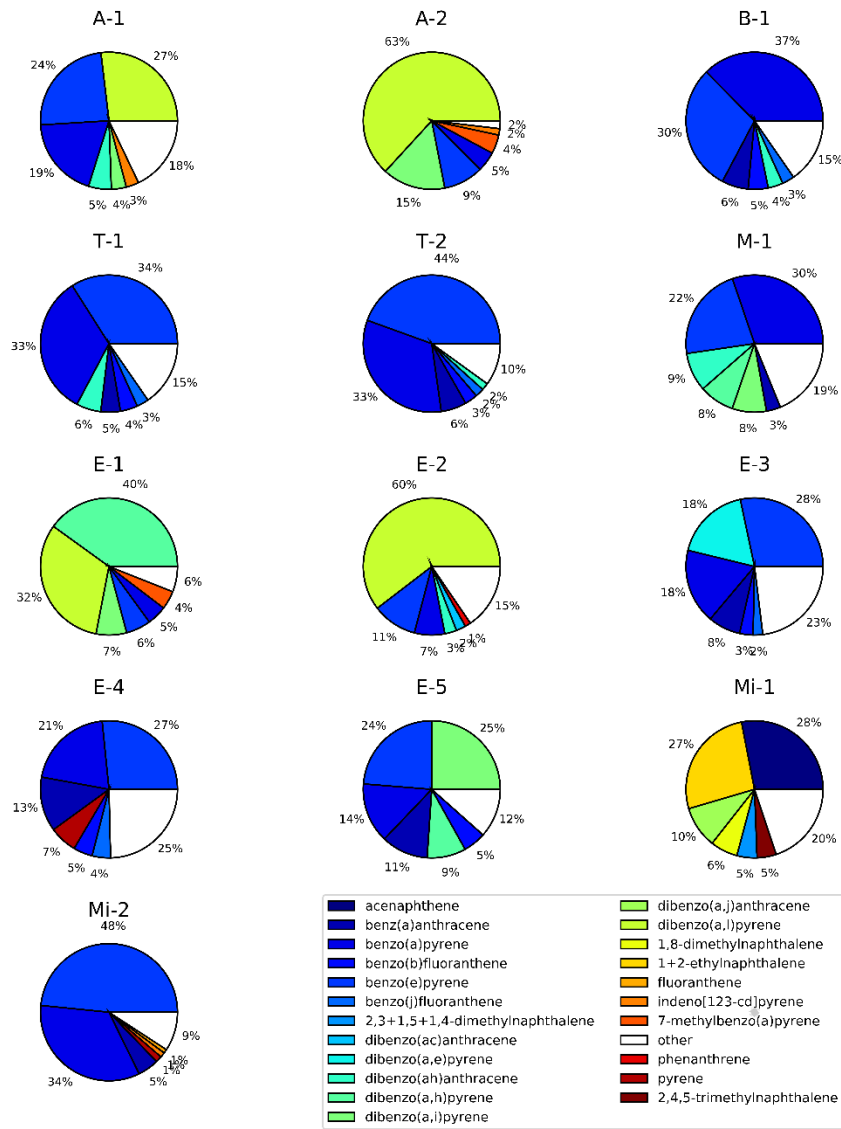 A-1
A-2
B-1
24%
27%
19%
5%
4%
3%
18%
63%
2%
2%
4%
5%
9%
15%
37%
30%
6%
5%
4%
3%
15%
T-1
T-2
M-1
34%
33%
6%
5%
4%
3%
15%
44%
33%
6%
3%
2%
2%
10%
30%
22%
9%
8%
8%
3%
19%
E-1
E-2
E-3
40%
32%
7%
6%
5%
4%
6%
60%
11%
7%
3%
2%
1%
15%
28%
18%
18%
8%
3%
2%
23%
E-4
E-5
Mi-1
27%
21%
13%
7%
5%
4%
25%
25%
24%
14%
11%
9%
5%
12%
28%
27%
10%
6%
5%
5%
20%
Mi-2
48%
34%
5%
1%
1%
1%
9%
acenaphthene
benz(a)anthracene
benzo(a)pyrene
benzo(b)fluoranthene
benzo(e)pyrene
benzo(j)fluoranthene
2,3+1,5+1,4-dimethylnaphthalene
dibenzo(ac)anthracene
dibenzo(a,e)pyrene
dibenzo(ah)anthracene
dibenzo(a,h)pyrene
dibenzo(a,i)pyrene
dibenzo(a,j)anthracene
dibenzo(a,l)pyrene
1,8-dimethylnaphthalene
1+2-ethylnaphthalene
fluoranthene
indeno[123-cd]pyrene
7-methylbenzo(a)pyrene
other
phenanthrene
pyrene
2,4,5-trimethylnaphthalene